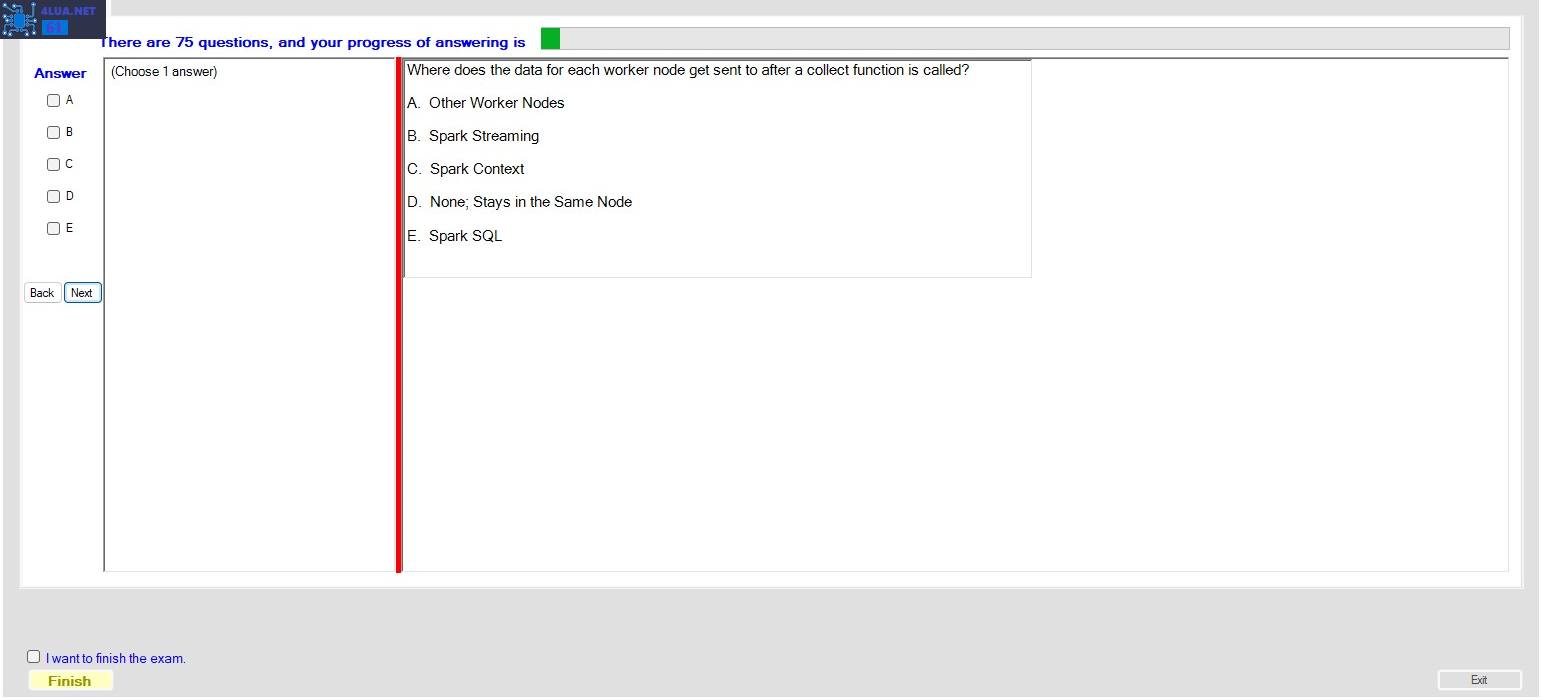 4LUA.NET
61
There are 75 questions, and your progress of answering is
Answer
(Choose 1 answer)
A
B
C
D
E
Back
Next
Where does the data for each worker node get sent to after a collect function is called?
A. Other Worker Nodes
B. Spark Streaming
C. Spark Context
D. None; Stays in the Same Node
E. Spark SQL
I want to finish the exam.
Finish
Exit